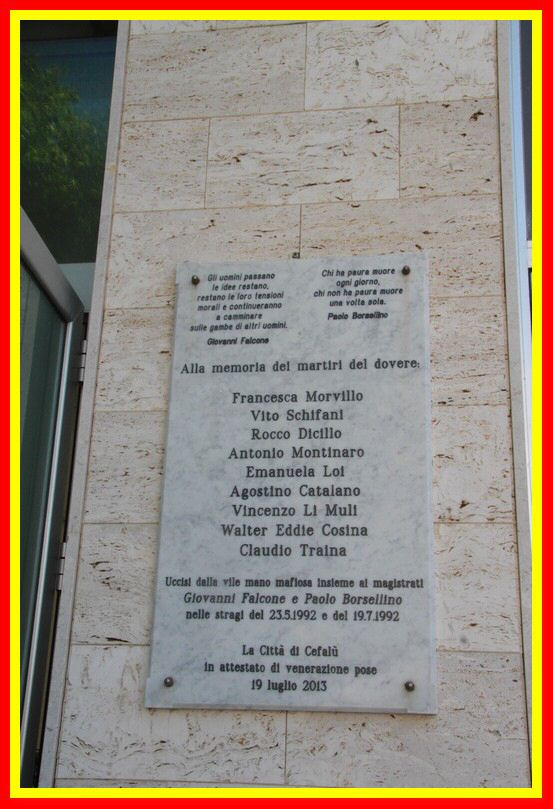 Gli uomini passano
le idee restano,
restano le loro tensioni
morali e continueranno
a camminare
sulle gambe di altri uomini.
Giovanni Falcone
Chi ha paura muore
ogni giorno,
chi non ha paura muore
una volta sola.
Paolo Borsellino
Alla memoria dei martiri del dovere:
Francesca Morvillo
Vito Schifani
Rocco Dicillo
Antonio Montinaro
Emanuela Loi
Agostino Catalano
Vincenzo Li Muli
Walter Eddie Cosina
Claudio Traina
Uccisi dalla vile mano mafiosa insieme ai magistrati
Giovanni Falcone e Paolo Borsellino
nelle stragi del 23.5.1992 e del 19.7.1992
La Città di Cefalù
in attestato di venerazione pose
19 luglio 2013